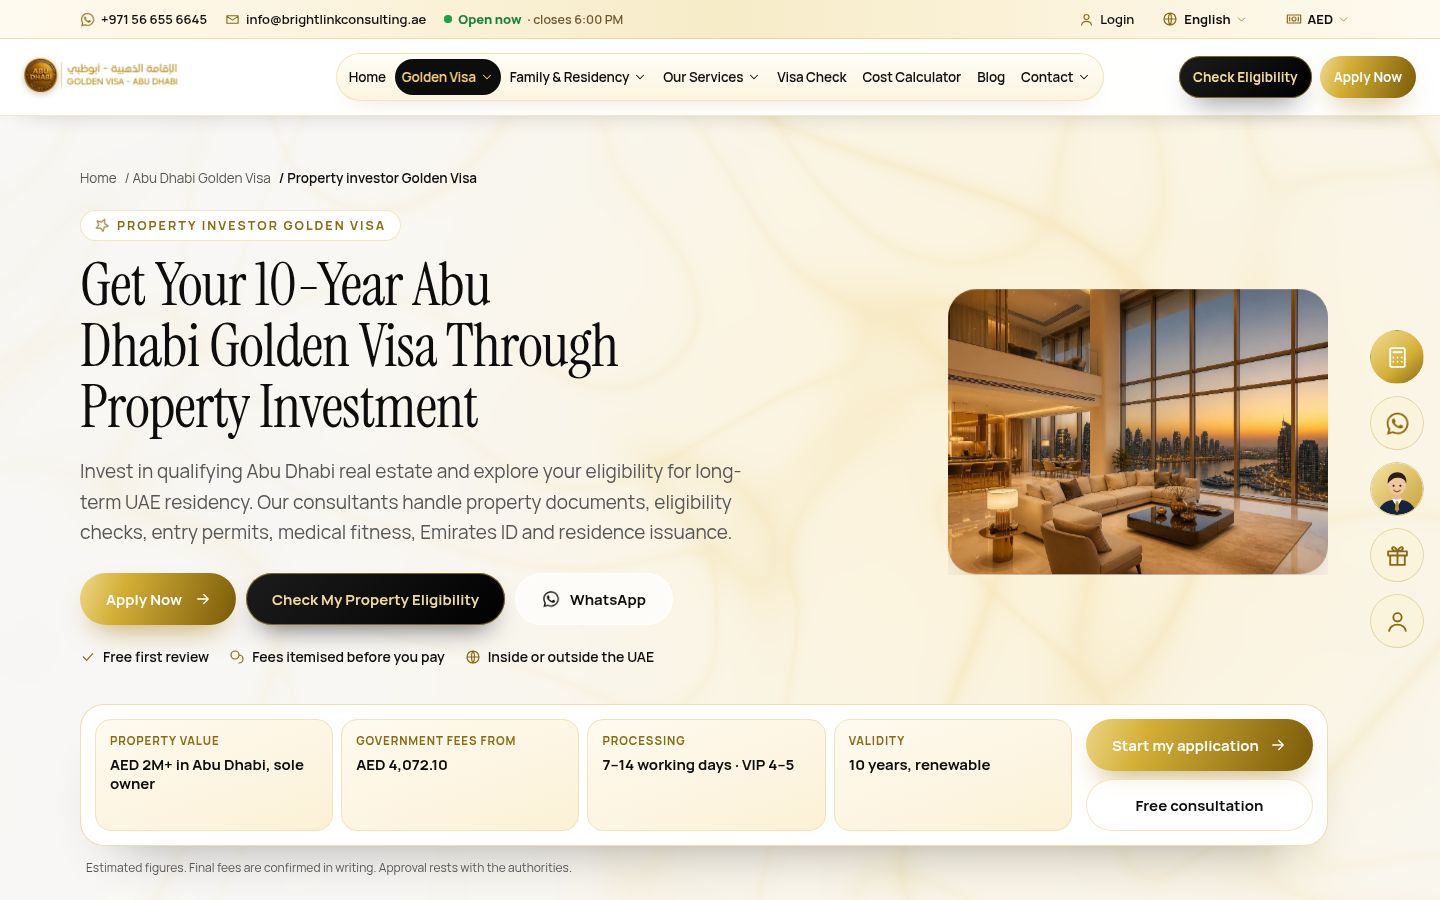 +971 56 655 6645
info@brightlinkconsulting.ae
Open now · closes 6:00 PM
Login
English
AED
ABU DHABI
الإقامة الذهبية - ابوظبي
GOLDEN VISA - ABU DHABI
Home
Golden Visa
Family & Residency
Our Services
Visa Check
Cost Calculator
Blog
Contact
Check Eligibility
Apply Now
Home / Abu Dhabi Golden Visa / Property investor Golden Visa
PROPERTY INVESTOR GOLDEN VISA
Get Your 10-Year Abu
Dhabi Golden Visa Through
Property Investment
Invest in qualifying Abu Dhabi real estate and explore your eligibility for long-
term UAE residency. Our consultants handle property documents, eligibility
checks, entry permits, medical fitness, Emirates ID and residence issuance.
Apply Now
Check My Property Eligibility
WhatsApp
Free first review
Fees itemised before you pay
Inside or outside the UAE
PROPERTY VALUE
AED 2M+ in Abu Dhabi, sole
owner
GOVERNMENT FEES FROM
AED 4,072.10
PROCESSING
7–14 working days · VIP 4–5
VALIDITY
10 years, renewable
Start my application
Free consultation
Estimated figures. Final fees are confirmed in writing. Approval rests with the authorities.